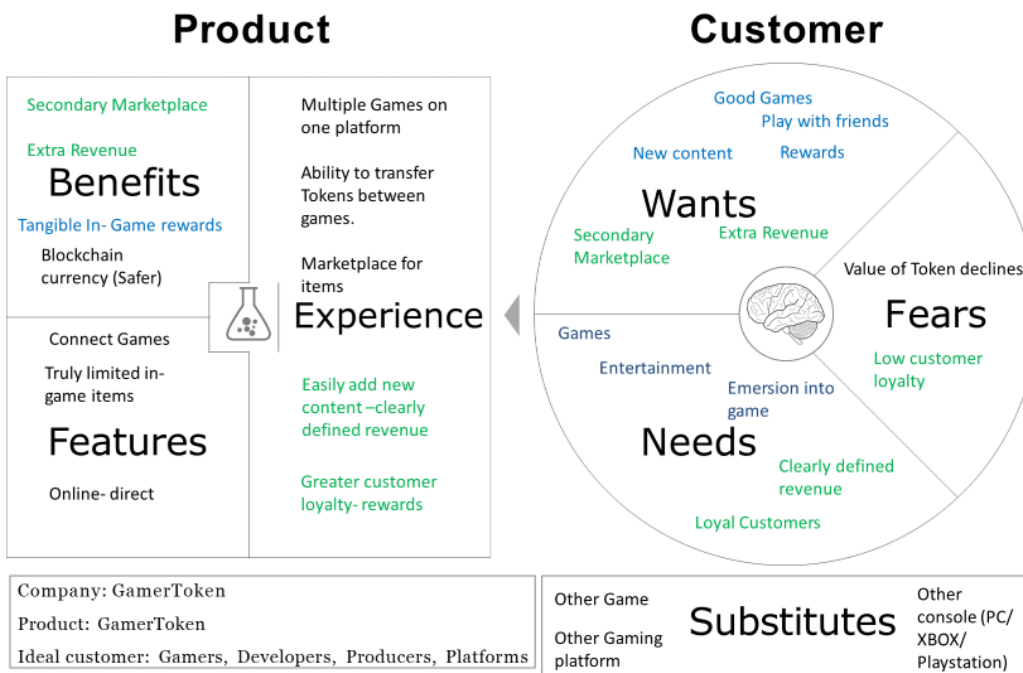 Product
Customer
Secondary Marketplace
Extra Revenue
Benefits
Tangible In- Game rewards
Blockchain
currency (Safer)
Multiple Games on
one platform
Ability to transfer
Tokens between
games.
Marketplace for
items
Experience
Easily add new
content –clearly
defined revenue
Greater customer
loyalty- rewards
Connect Games
Truly limited in-
game items
Features
Online- direct
Good Games
Play with friends
New content
Rewards
Wants
Secondary
Marketplace
Extra Revenue
Value of Token declines
Fears
Low customer
loyalty
Games
Entertainment
Emersion into
game
Needs
Clearly defined
revenue
Loyal Customers
Company: GamerToken
Product: GamerToken
Ideal customer: Gamers, Developers, Producers, Platforms
Other Game
Other Gaming
platform
Substitutes
Other
console (PC/
XBOX/
Playstation)